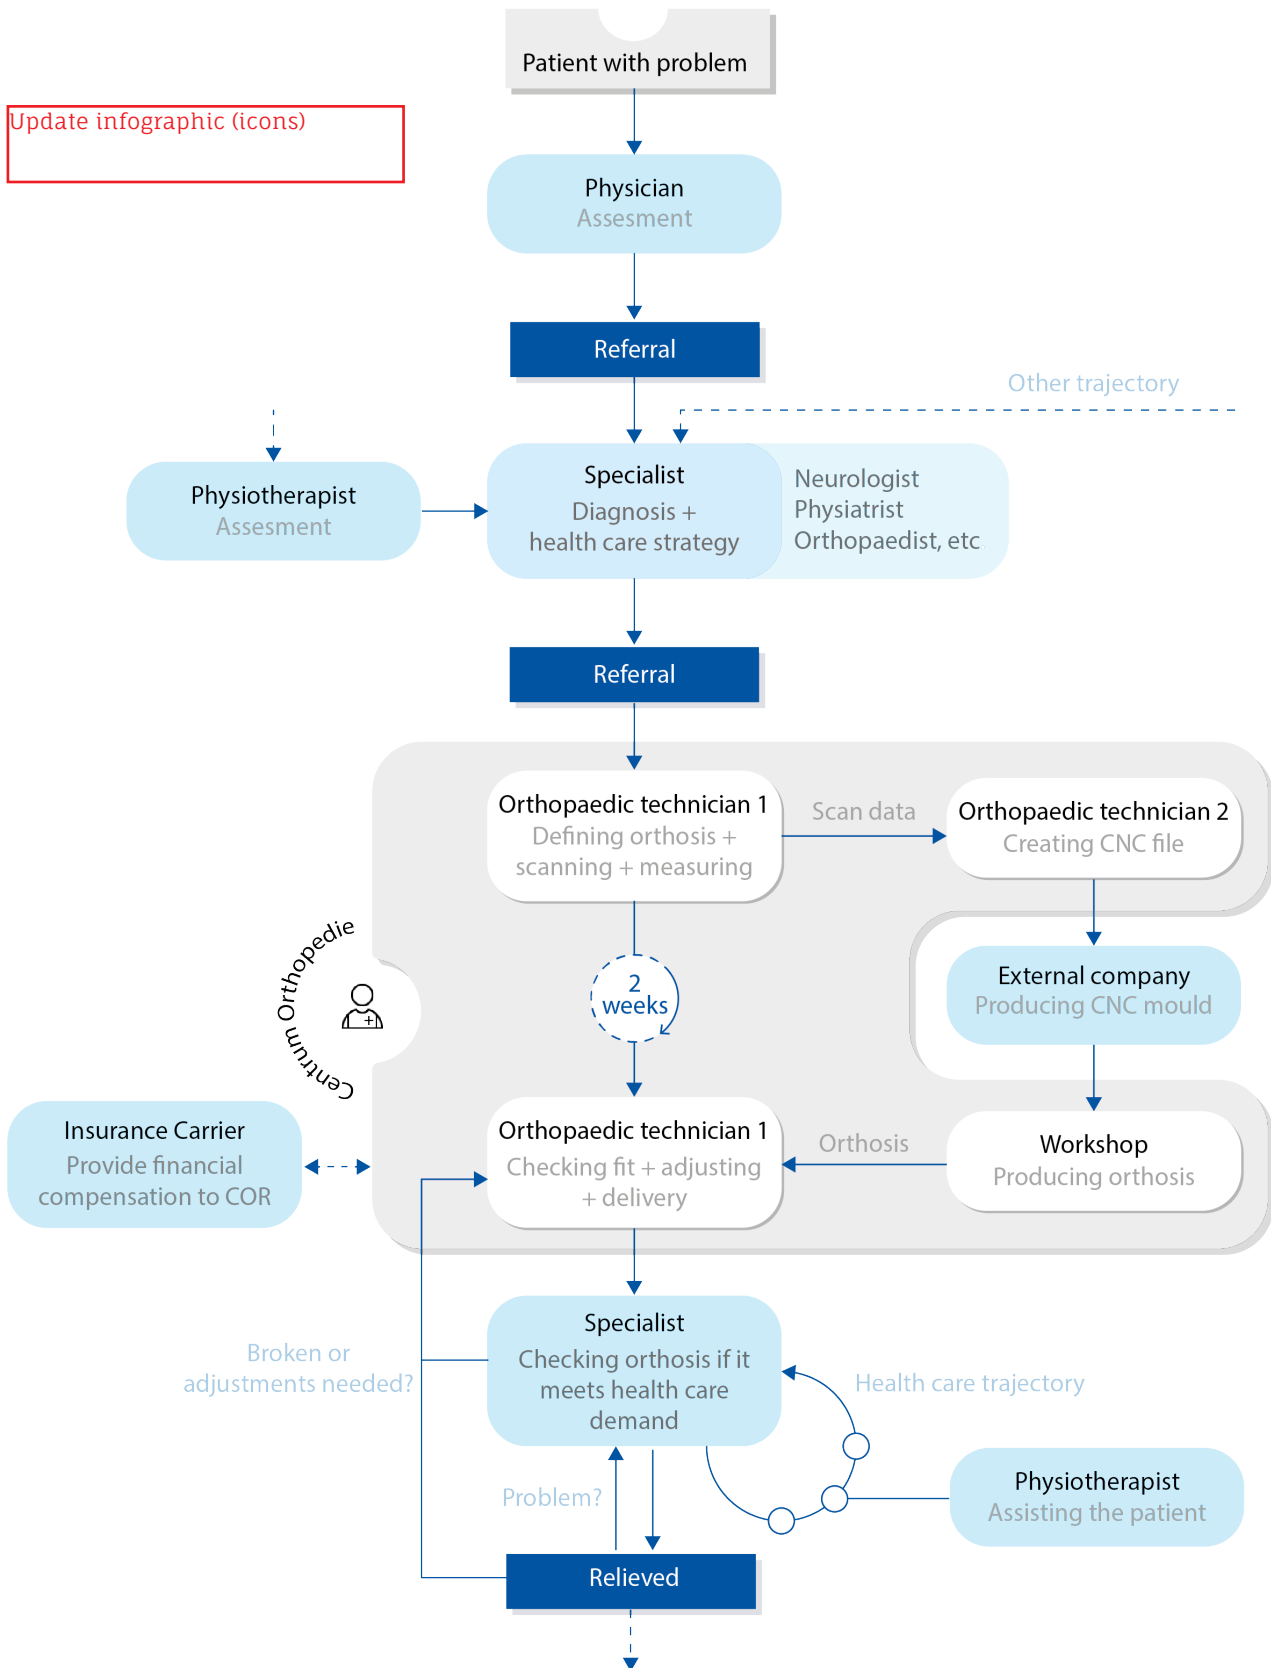 Patient with problem
Update infographic (icons)
Physician
Assesment
Referral
Other trajectory
Physiotherapist
Assesment
Specialist
Diagnosis +
health care strategy
Neurologist
Physiatrist
Orthopaedist, etc
Referral
Orthopaedic technician 1
Defining orthosis +
scanning + measuring
Scan data
Orthopaedic technician 2
Creating CNC file
Centrum Orthopedie
2
weeks
External company
Producing CNC mould
Insurance Carrier
Provide financial
compensation to COR
Orthopaedic technician 1
Checking fit + adjusting
+ delivery
Orthosis
Workshop
Producing orthosis
Broken or
adjustments needed?
Specialist
Checking orthosis if it
meets health care
demand
Health care trajectory
Problem?
Physiotherapist
Assisting the patient
Relieved